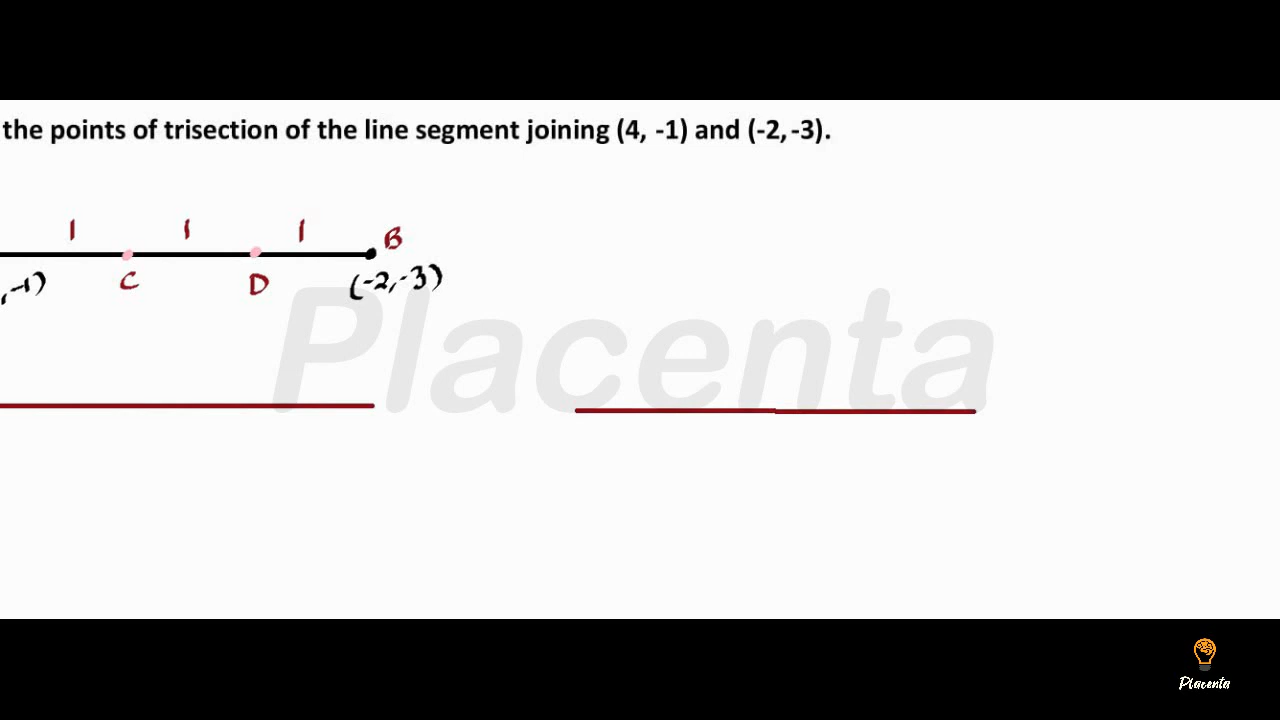 the points of trisection of the line segment joining (4, -1) and (-2, -3).
1 1 1 B
, -1) C D (-2, -3)
Placenta
Placenta